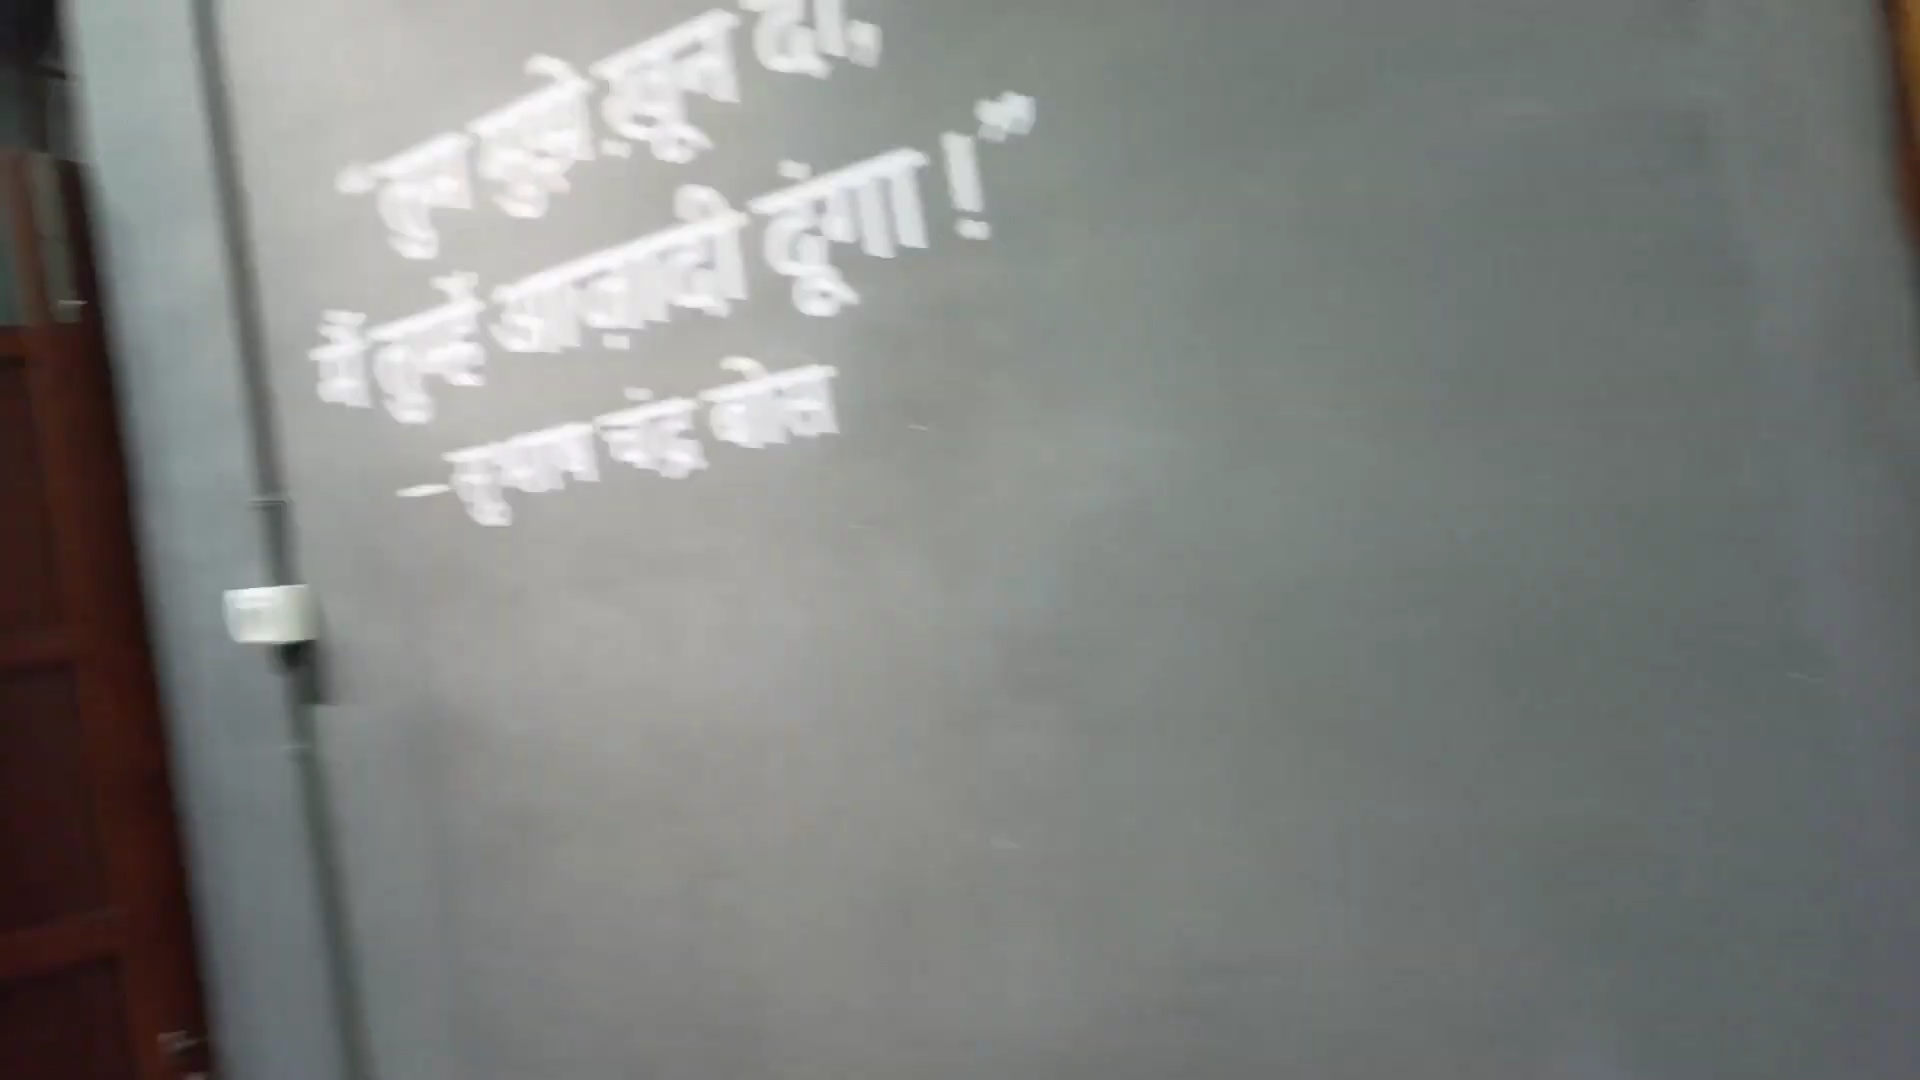 "तुम मुझे ख़ून दो,
मैं तुम्हें आज़ादी दूंगा !"
- सुभाष चंद्र बोस